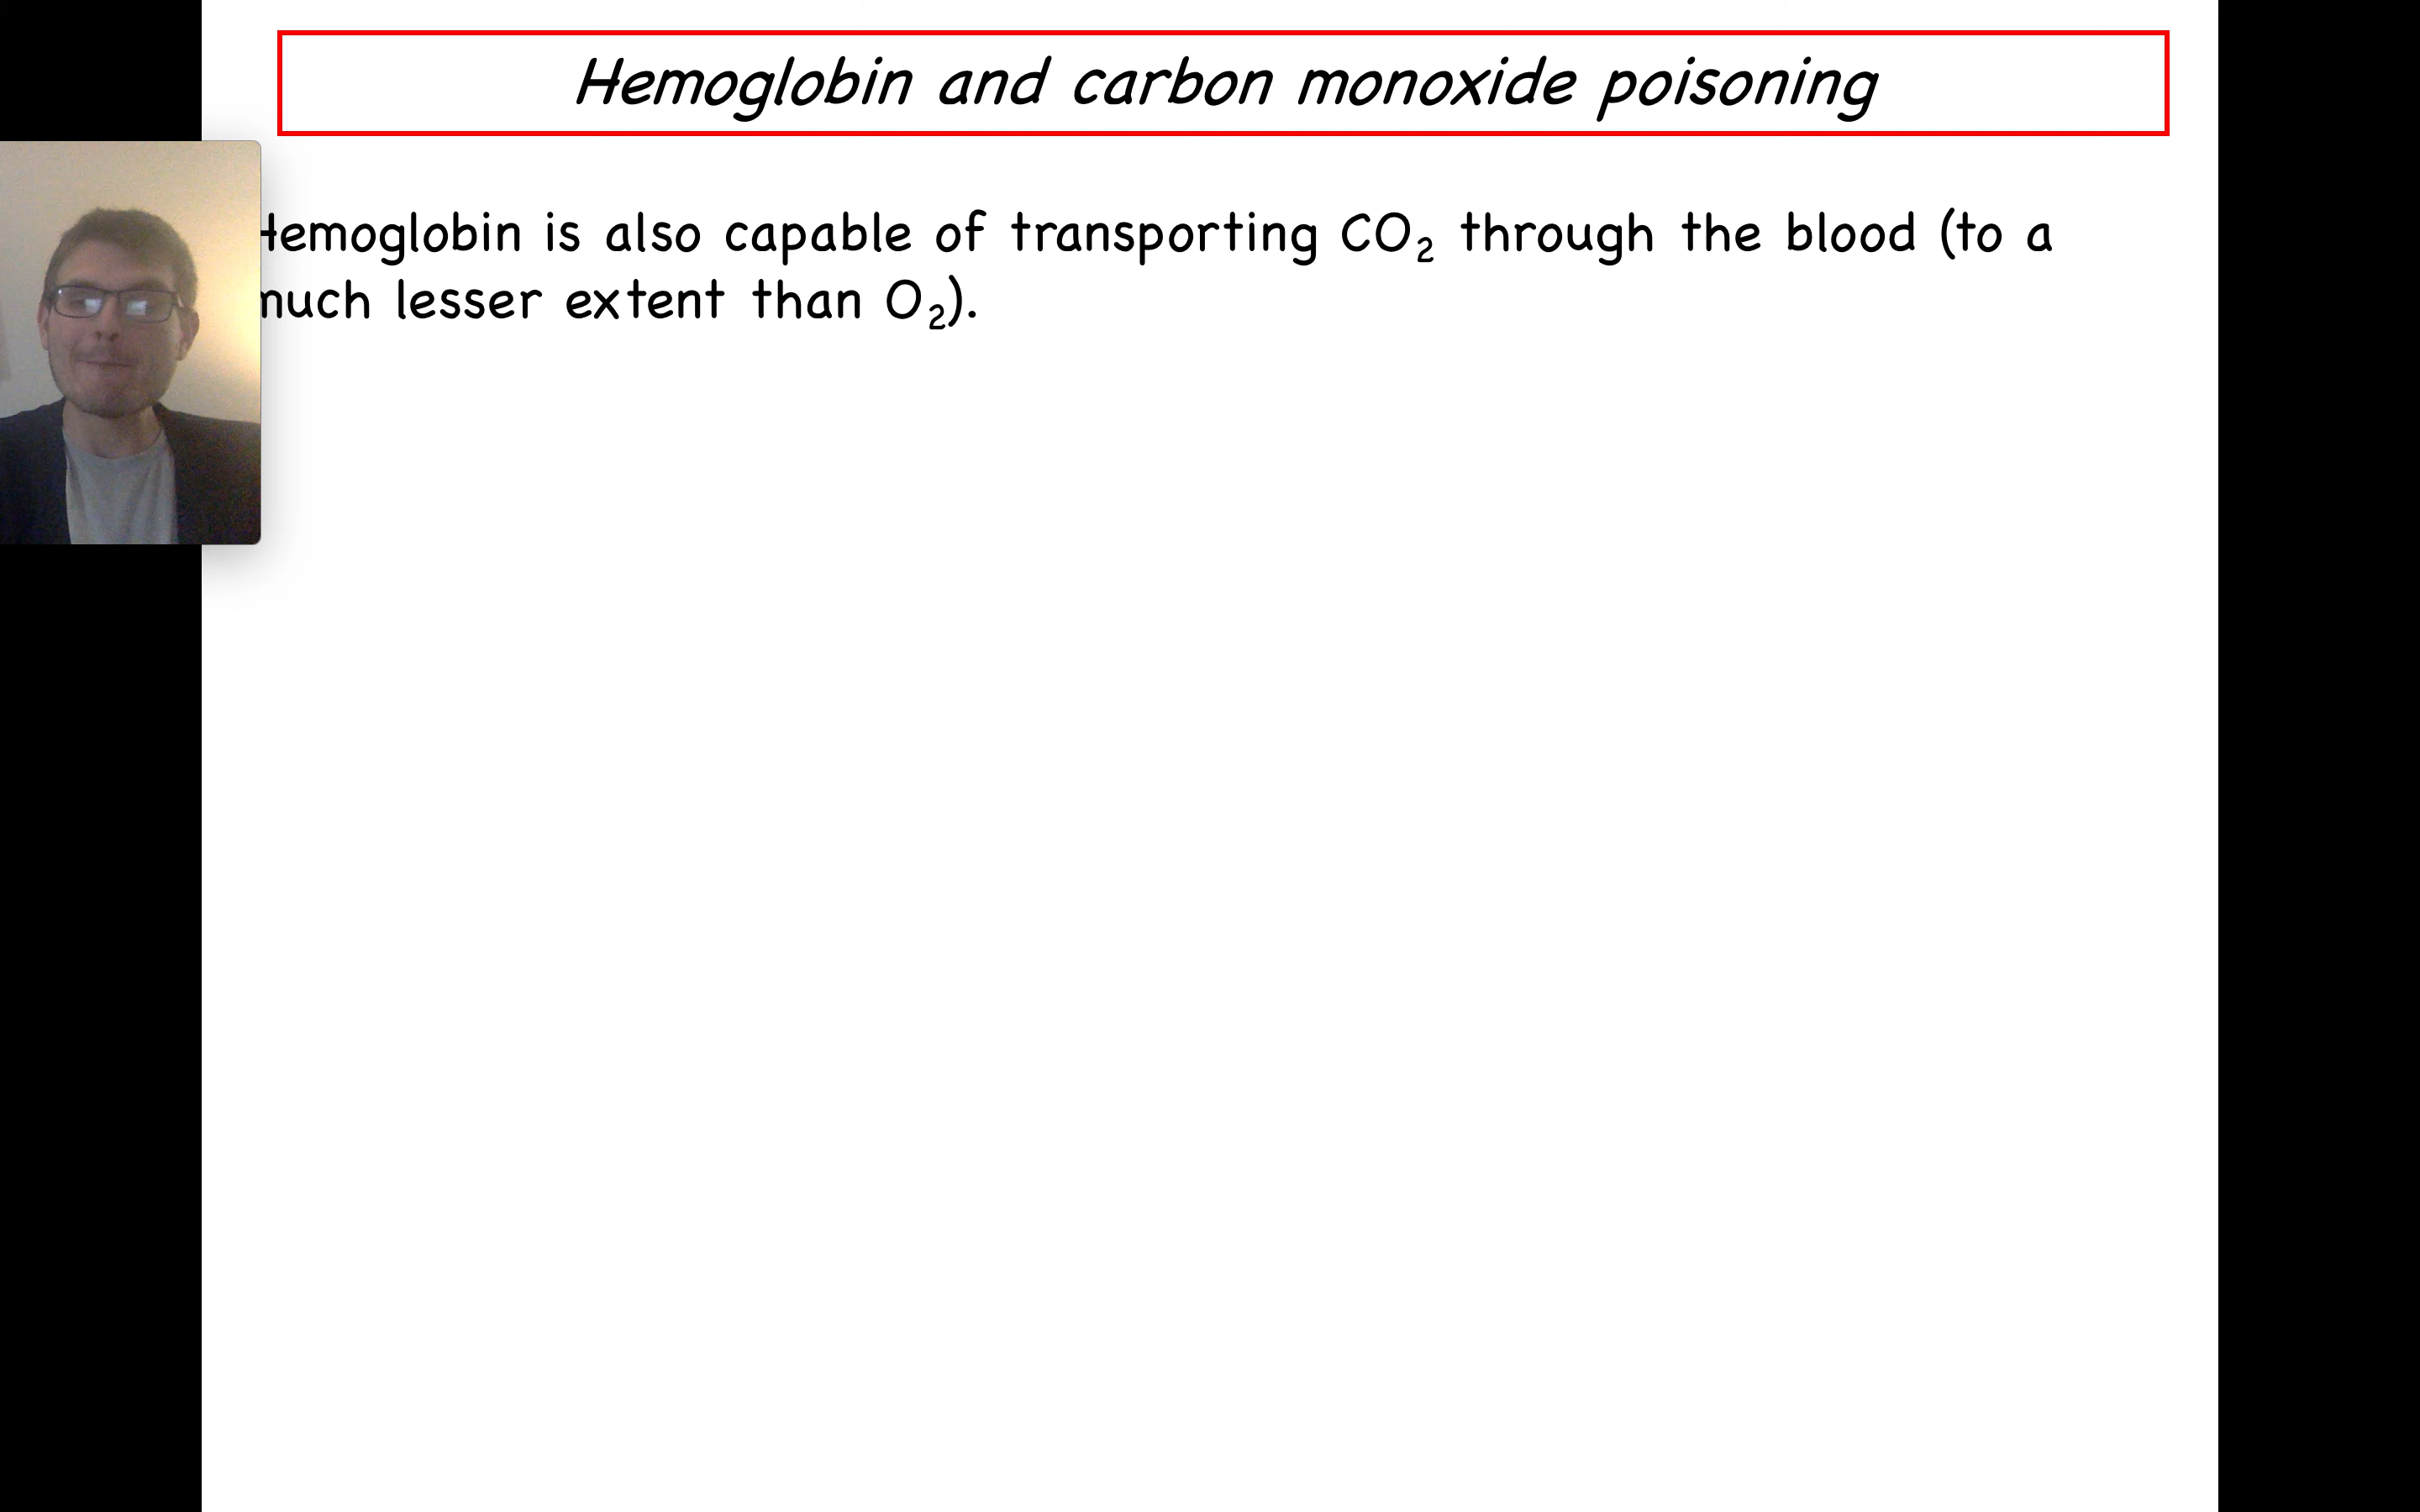 Hemoglobin and carbon monoxide poisoning
Hemoglobin is also capable of transporting CO₂ through the blood (to a
much lesser extent than O₂).